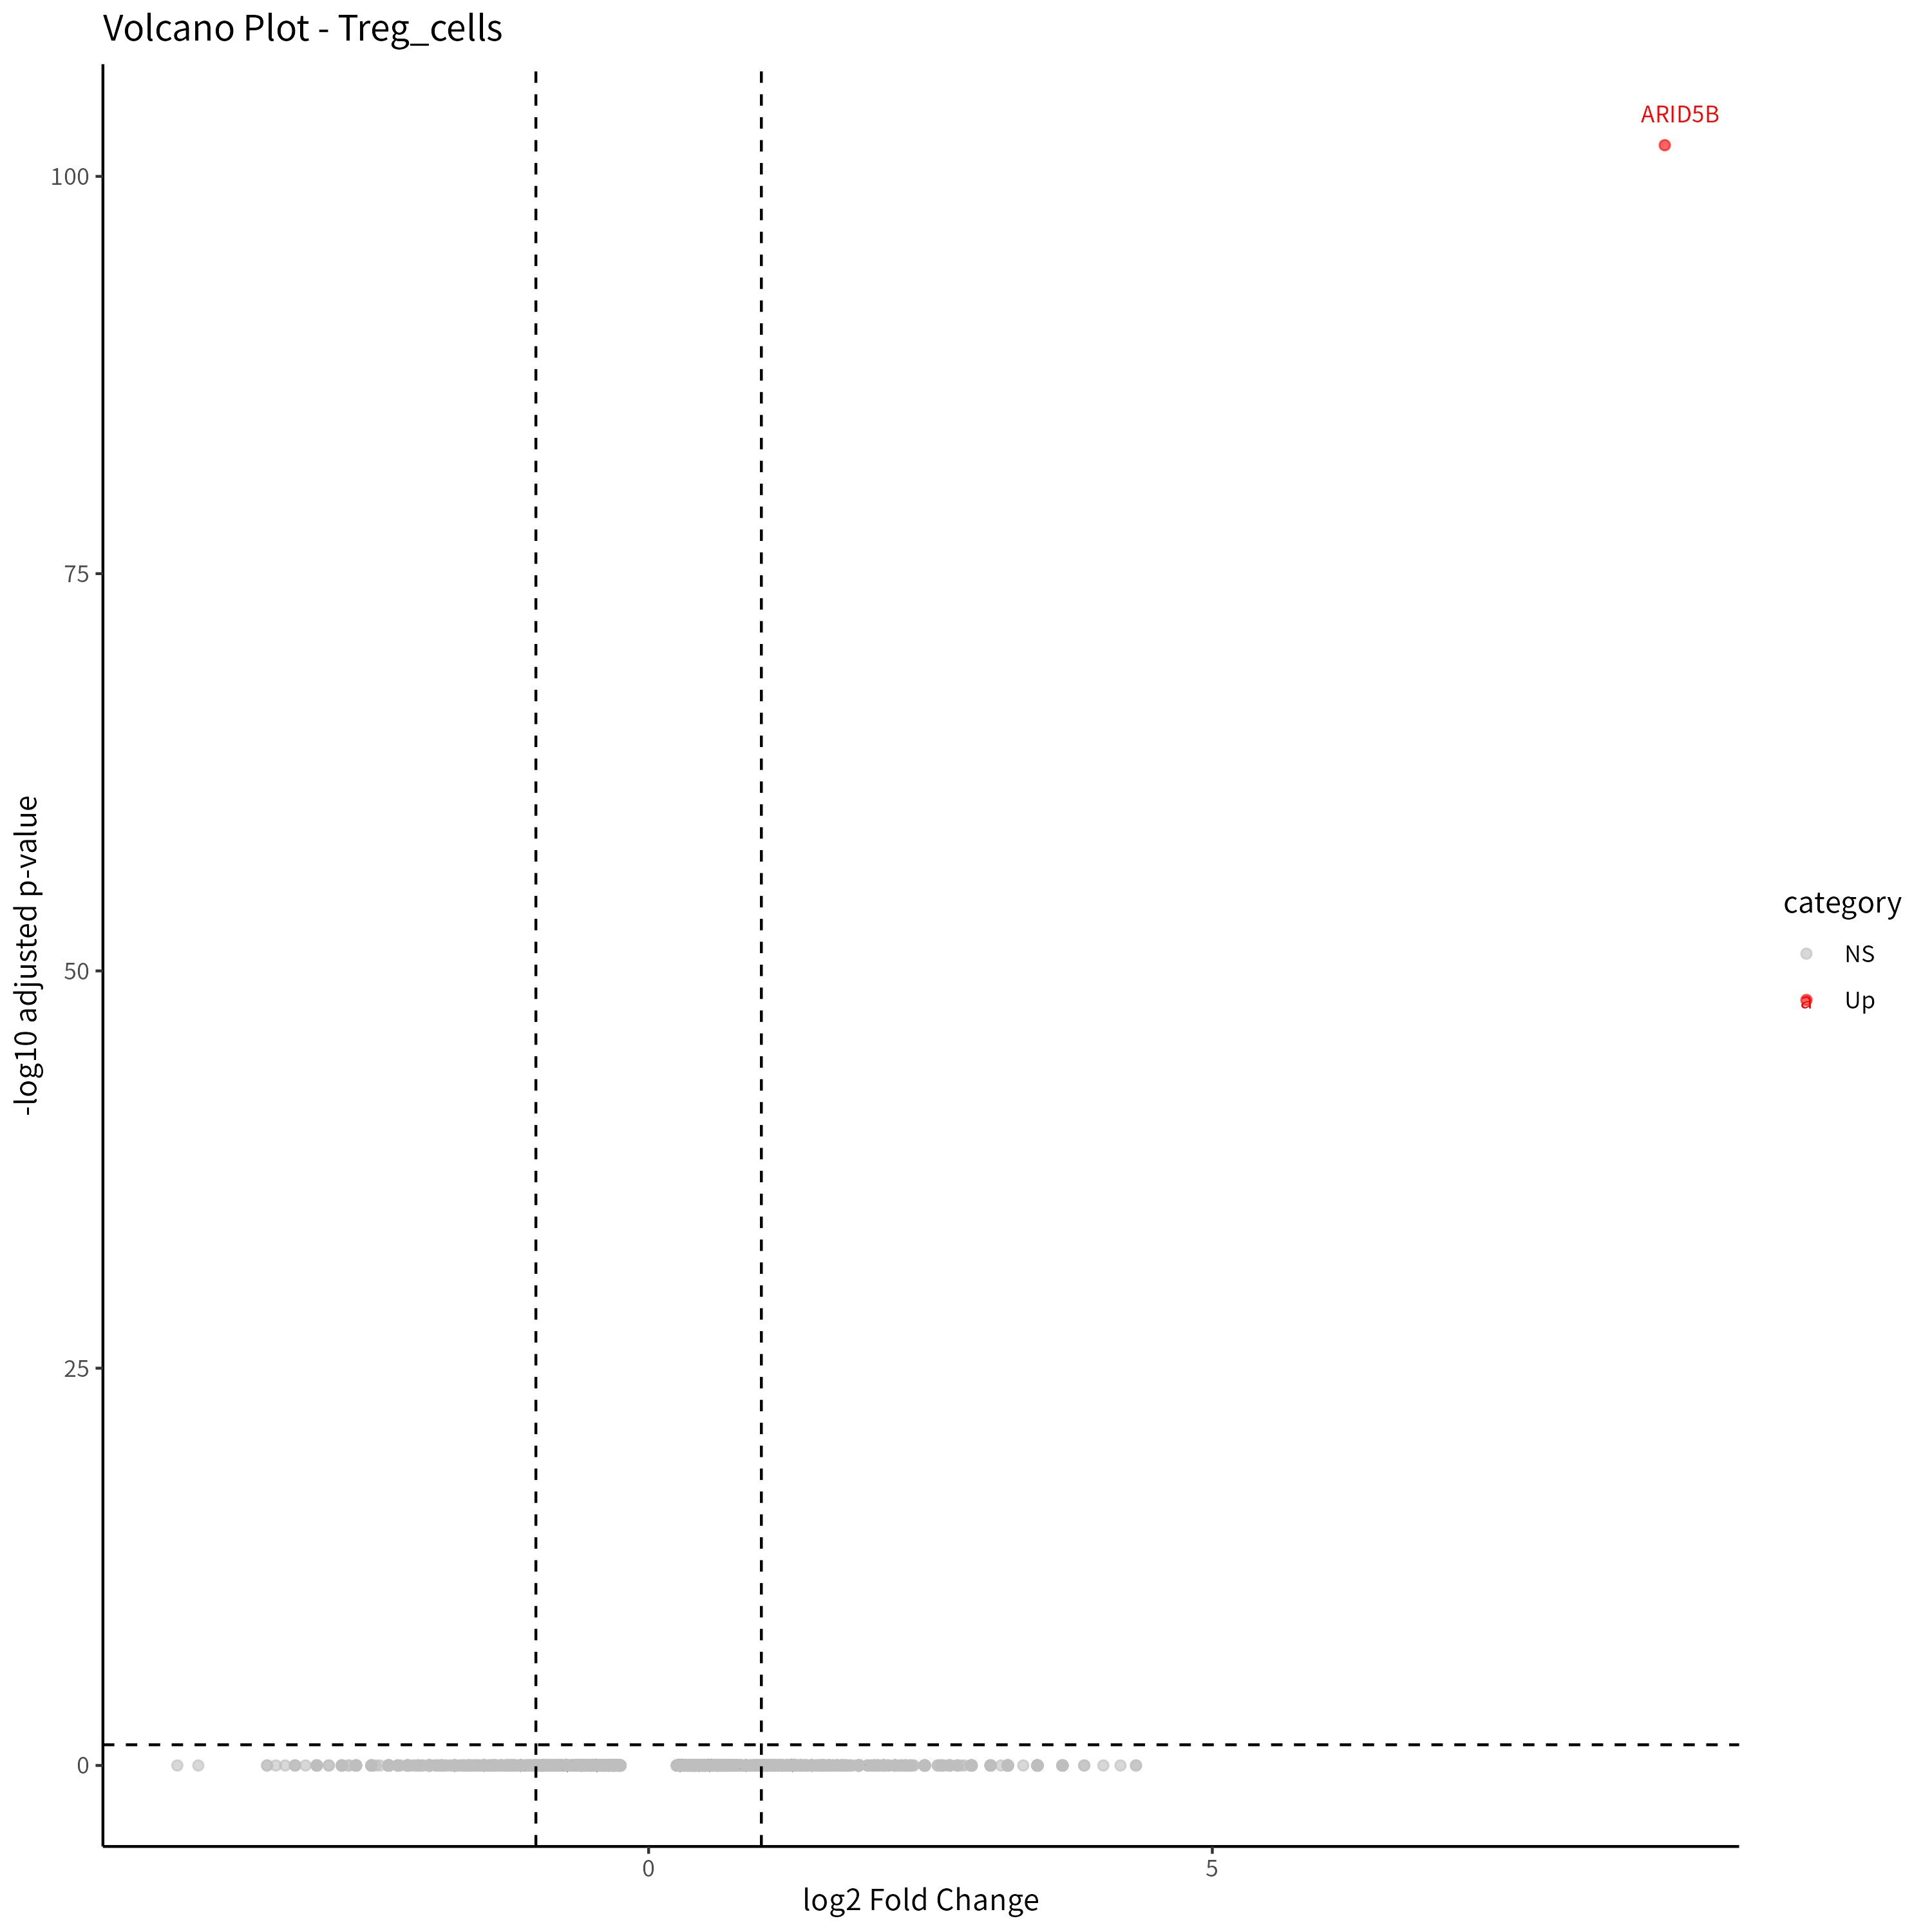 Volcano Plot - Treg_cells
ARID5B
100
75
50
25
0
-log10 adjusted p-value
0
5
log2 Fold Change
category
NS
a Up